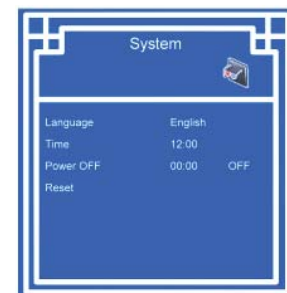 System
Language English
Time 12:00
Power OFF 00:00 OFF
Reset